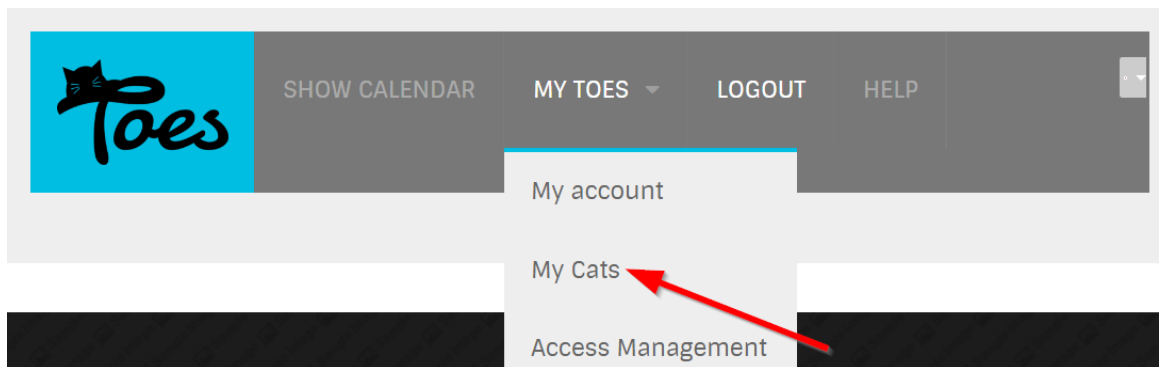 Toes
SHOW CALENDAR MY TOES LOGOUT HELP
My account
My Cats
Access Management